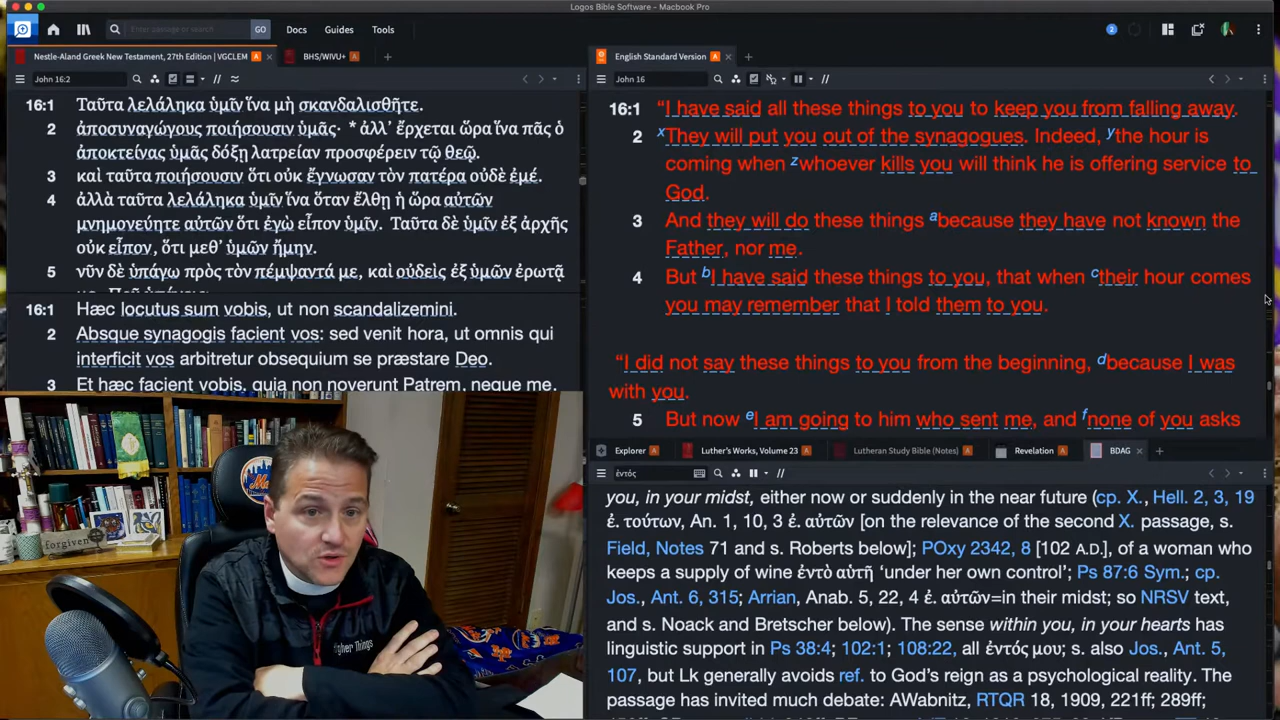 Logos Bible Software - Macbook Pro
Enter passage or search
GO
Docs
Guides
Tools
2
Nestle-Aland Greek New Testament, 27th Edition | VGCLEM A
BHS/WIVU+ A
John 16:2
16:1 Ταῦτα λελάληκα ὑμῖν ἵνα μὴ σκανδαλισθῆτε.
2 ἀποσυναγώγους ποιήσουσιν ὑμᾶς· * ἀλλ᾽ ἔρχεται ὥρα ἵνα πᾶς ὁ
ἀποκτείνας ὑμᾶς δόξῃ λατρείαν προσφέρειν τῷ θεῷ.
3 καὶ ταῦτα ποιήσουσιν ὅτι οὐκ ἔγνωσαν τὸν πατέρα οὐδὲ ἐμέ.
4 ἀλλὰ ταῦτα λελάληκα ὑμῖν ἵνα ὅταν ἔλθῃ ἡ ὥρα αὐτῶν
μνημονεύητε αὐτῶν ὅτι ἐγὼ εἶπον ὑμῖν. Ταῦτα δὲ ὑμῖν ἐξ ἀρχῆς
οὐκ εἶπον, ὅτι μεθ᾽ ὑμῶν ἤμην.
5 νῦν δὲ ὑπάγω πρὸς τὸν πέμψαντά με, καὶ οὐδεὶς ἐξ ὑμῶν ἐρωτᾷ
16:1 Hæc locutus sum vobis, ut non scandalizemini.
2 Absque synagogis facient vos: sed venit hora, ut omnis qui
interficit vos arbitretur obsequium se præstare Deo.
3 Et hæc facient vobis, quia non noverunt Patrem, neque me.
English Standard Version A
John 16
16:1 “I have said all these things to you to keep you from falling away.
2 xThey will put you out of the synagogues. Indeed, ythe hour is
coming when zwhoever kills you will think he is offering service to
God.
3 And they will do these things abecause they have not known the
Father, nor me.
4 But bI have said these things to you, that when ctheir hour comes
you may remember that I told them to you.
“I did not say these things to you from the beginning, dbecause I was
with you.
5 But now eI am going to him who sent me, and fnone of you asks
Explorer A
Luther's Works, Volume 23 A
Lutheran Study Bible (Notes) A
Revelation A
BDAG
ἐντός
you, in your midst, either now or suddenly in the near future (cp. X., Hell. 2, 3, 19
ἐ. τούτων, An. 1, 10, 3 ἐ. αὐτῶν [on the relevance of the second X. passage, s.
Field, Notes 71 and s. Roberts below]; POxy 2342, 8 [102 A.D.], of a woman who
keeps a supply of wine ἐντὸ αὑτῆ ‘under her own control’; Ps 87:6 Sym.; cp.
Jos., Ant. 6, 315; Arrian, Anab. 5, 22, 4 ἐ. αὐτῶν=in their midst; so NRSV text,
and s. Noack and Bretscher below). The sense within you, in your hearts has
linguistic support in Ps 38:4; 102:1; 108:22, all ἐντός μου; s. also Jos., Ant. 5,
107, but Lk generally avoids ref. to God's reign as a psychological reality. The
passage has invited much debate: AWabnitz, RTQR 18, 1909, 221ff; 289ff;
forgiven
Mets
Higher Things